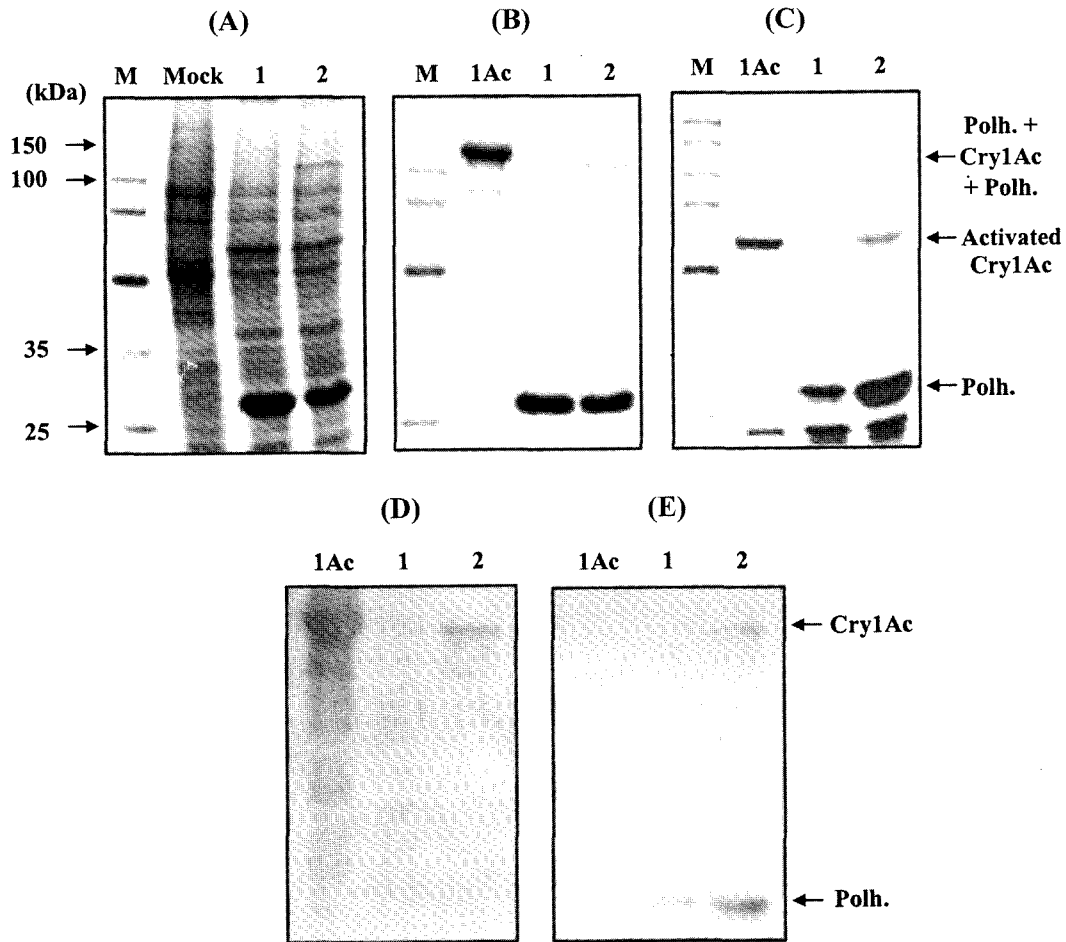 (A)
(B)
(C)
M Mock 1 2
M 1Ac 1 2
M 1Ac 1 2
(kDa)
150
100
35
25
Polh. +
Cry1Ac
+ Polh.
Activated
Cry1Ac
Polh.
(D)
(E)
1Ac 1 2
1Ac 1 2
Cry1Ac
Polh.